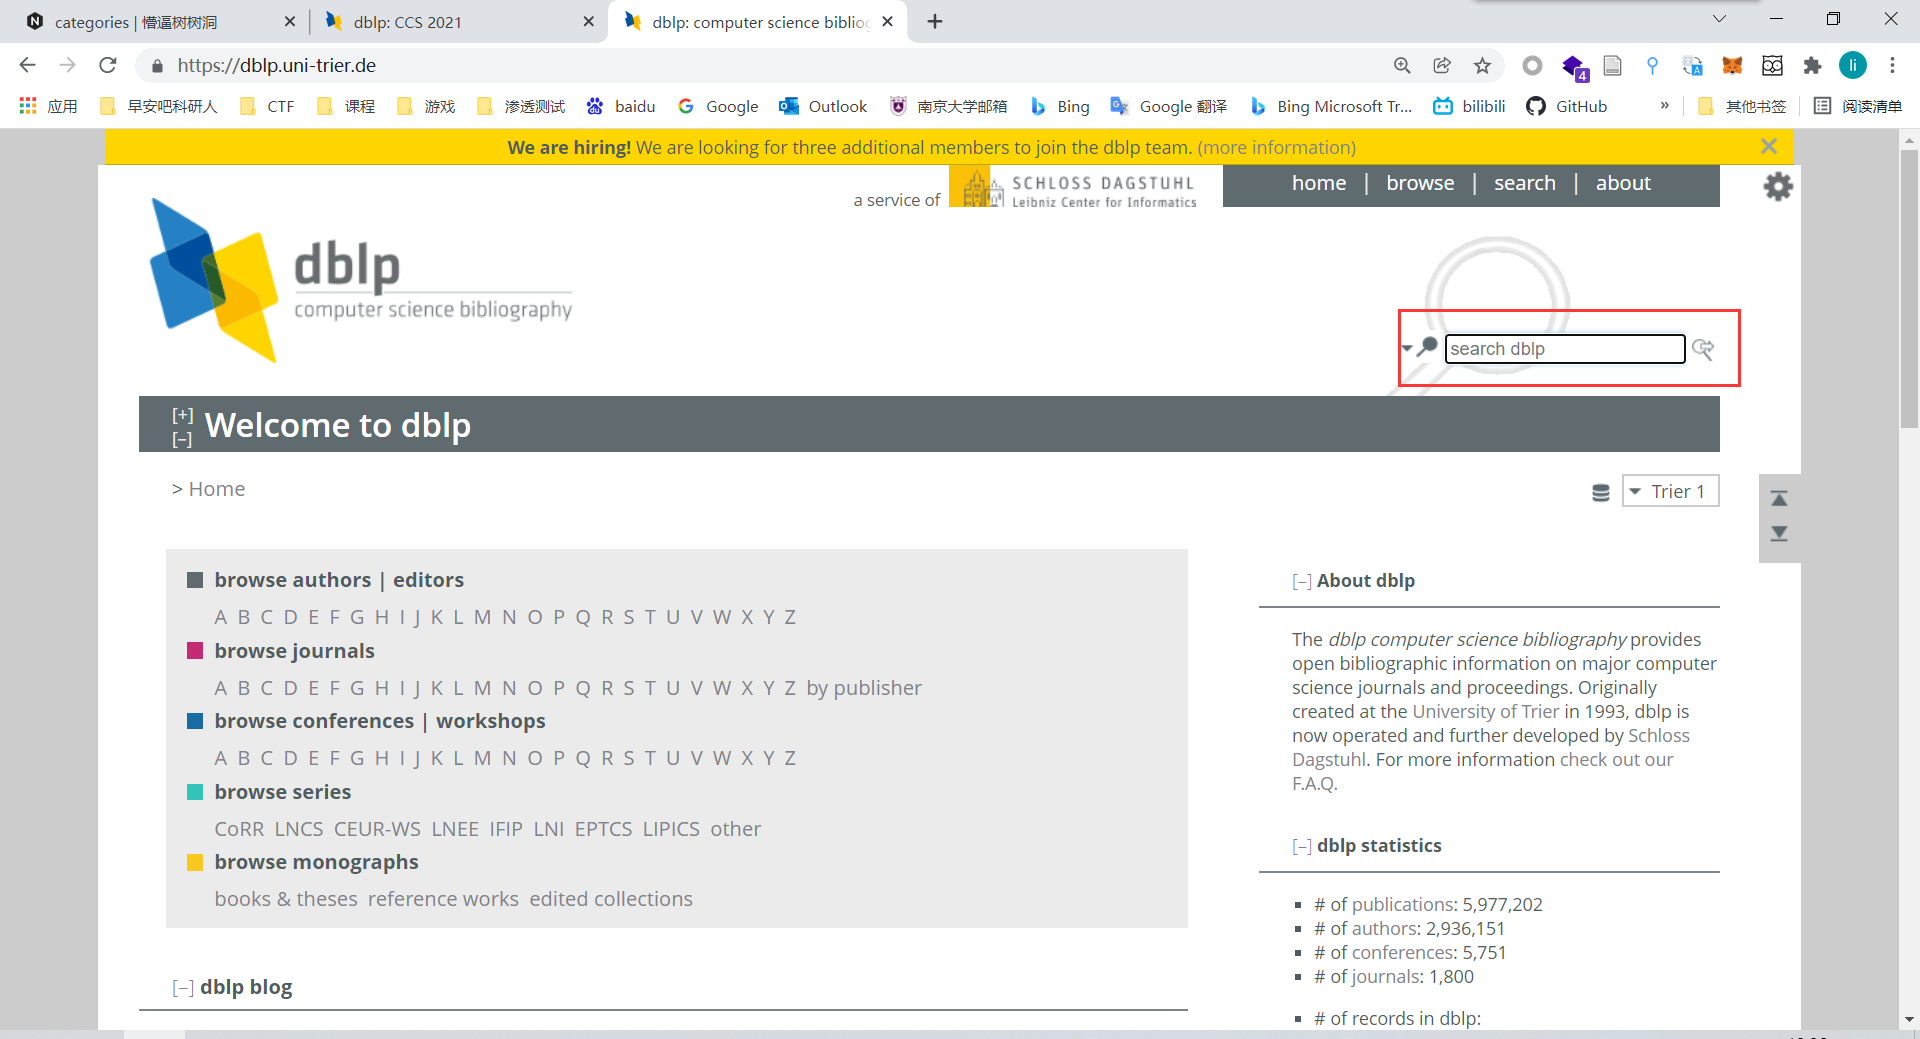 categories | 懵逼树树洞
dblp: CCS 2021
dblp: computer science biblio
https://dblp.uni-trier.de
4
li
应用
早安吧科研人
CTF
课程
游戏
渗透测试
baidu
Google
Outlook
南京大学邮箱
Bing
Google 翻译
Bing Microsoft Tr...
bilibili
GitHub
»
其他书签
阅读清单
We are hiring! We are looking for three additional members to join the dblp team. (more information)
a service of
SCHLOSS DAGSTUHL
Leibniz Center for Informatics
home | browse | search | about
dblp
computer science bibliography
search dblp
[+]
[−]
Welcome to dblp
> Home
Trier 1
browse authors | editors
A B C D E F G H I J K L M N O P Q R S T U V W X Y Z
browse journals
A B C D E F G H I J K L M N O P Q R S T U V W X Y Z by publisher
browse conferences | workshops
A B C D E F G H I J K L M N O P Q R S T U V W X Y Z
browse series
CoRR LNCS CEUR-WS LNEE IFIP LNI EPTCS LIPICS other
browse monographs
books & theses reference works edited collections
[−] dblp blog
[−] About dblp
The dblp computer science bibliography provides
open bibliographic information on major computer
science journals and proceedings. Originally
created at the University of Trier in 1993, dblp is
now operated and further developed by Schloss
Dagstuhl. For more information check out our
F.A.Q.
[−] dblp statistics
# of publications: 5,977,202
# of authors: 2,936,151
# of conferences: 5,751
# of journals: 1,800
# of records in dblp: